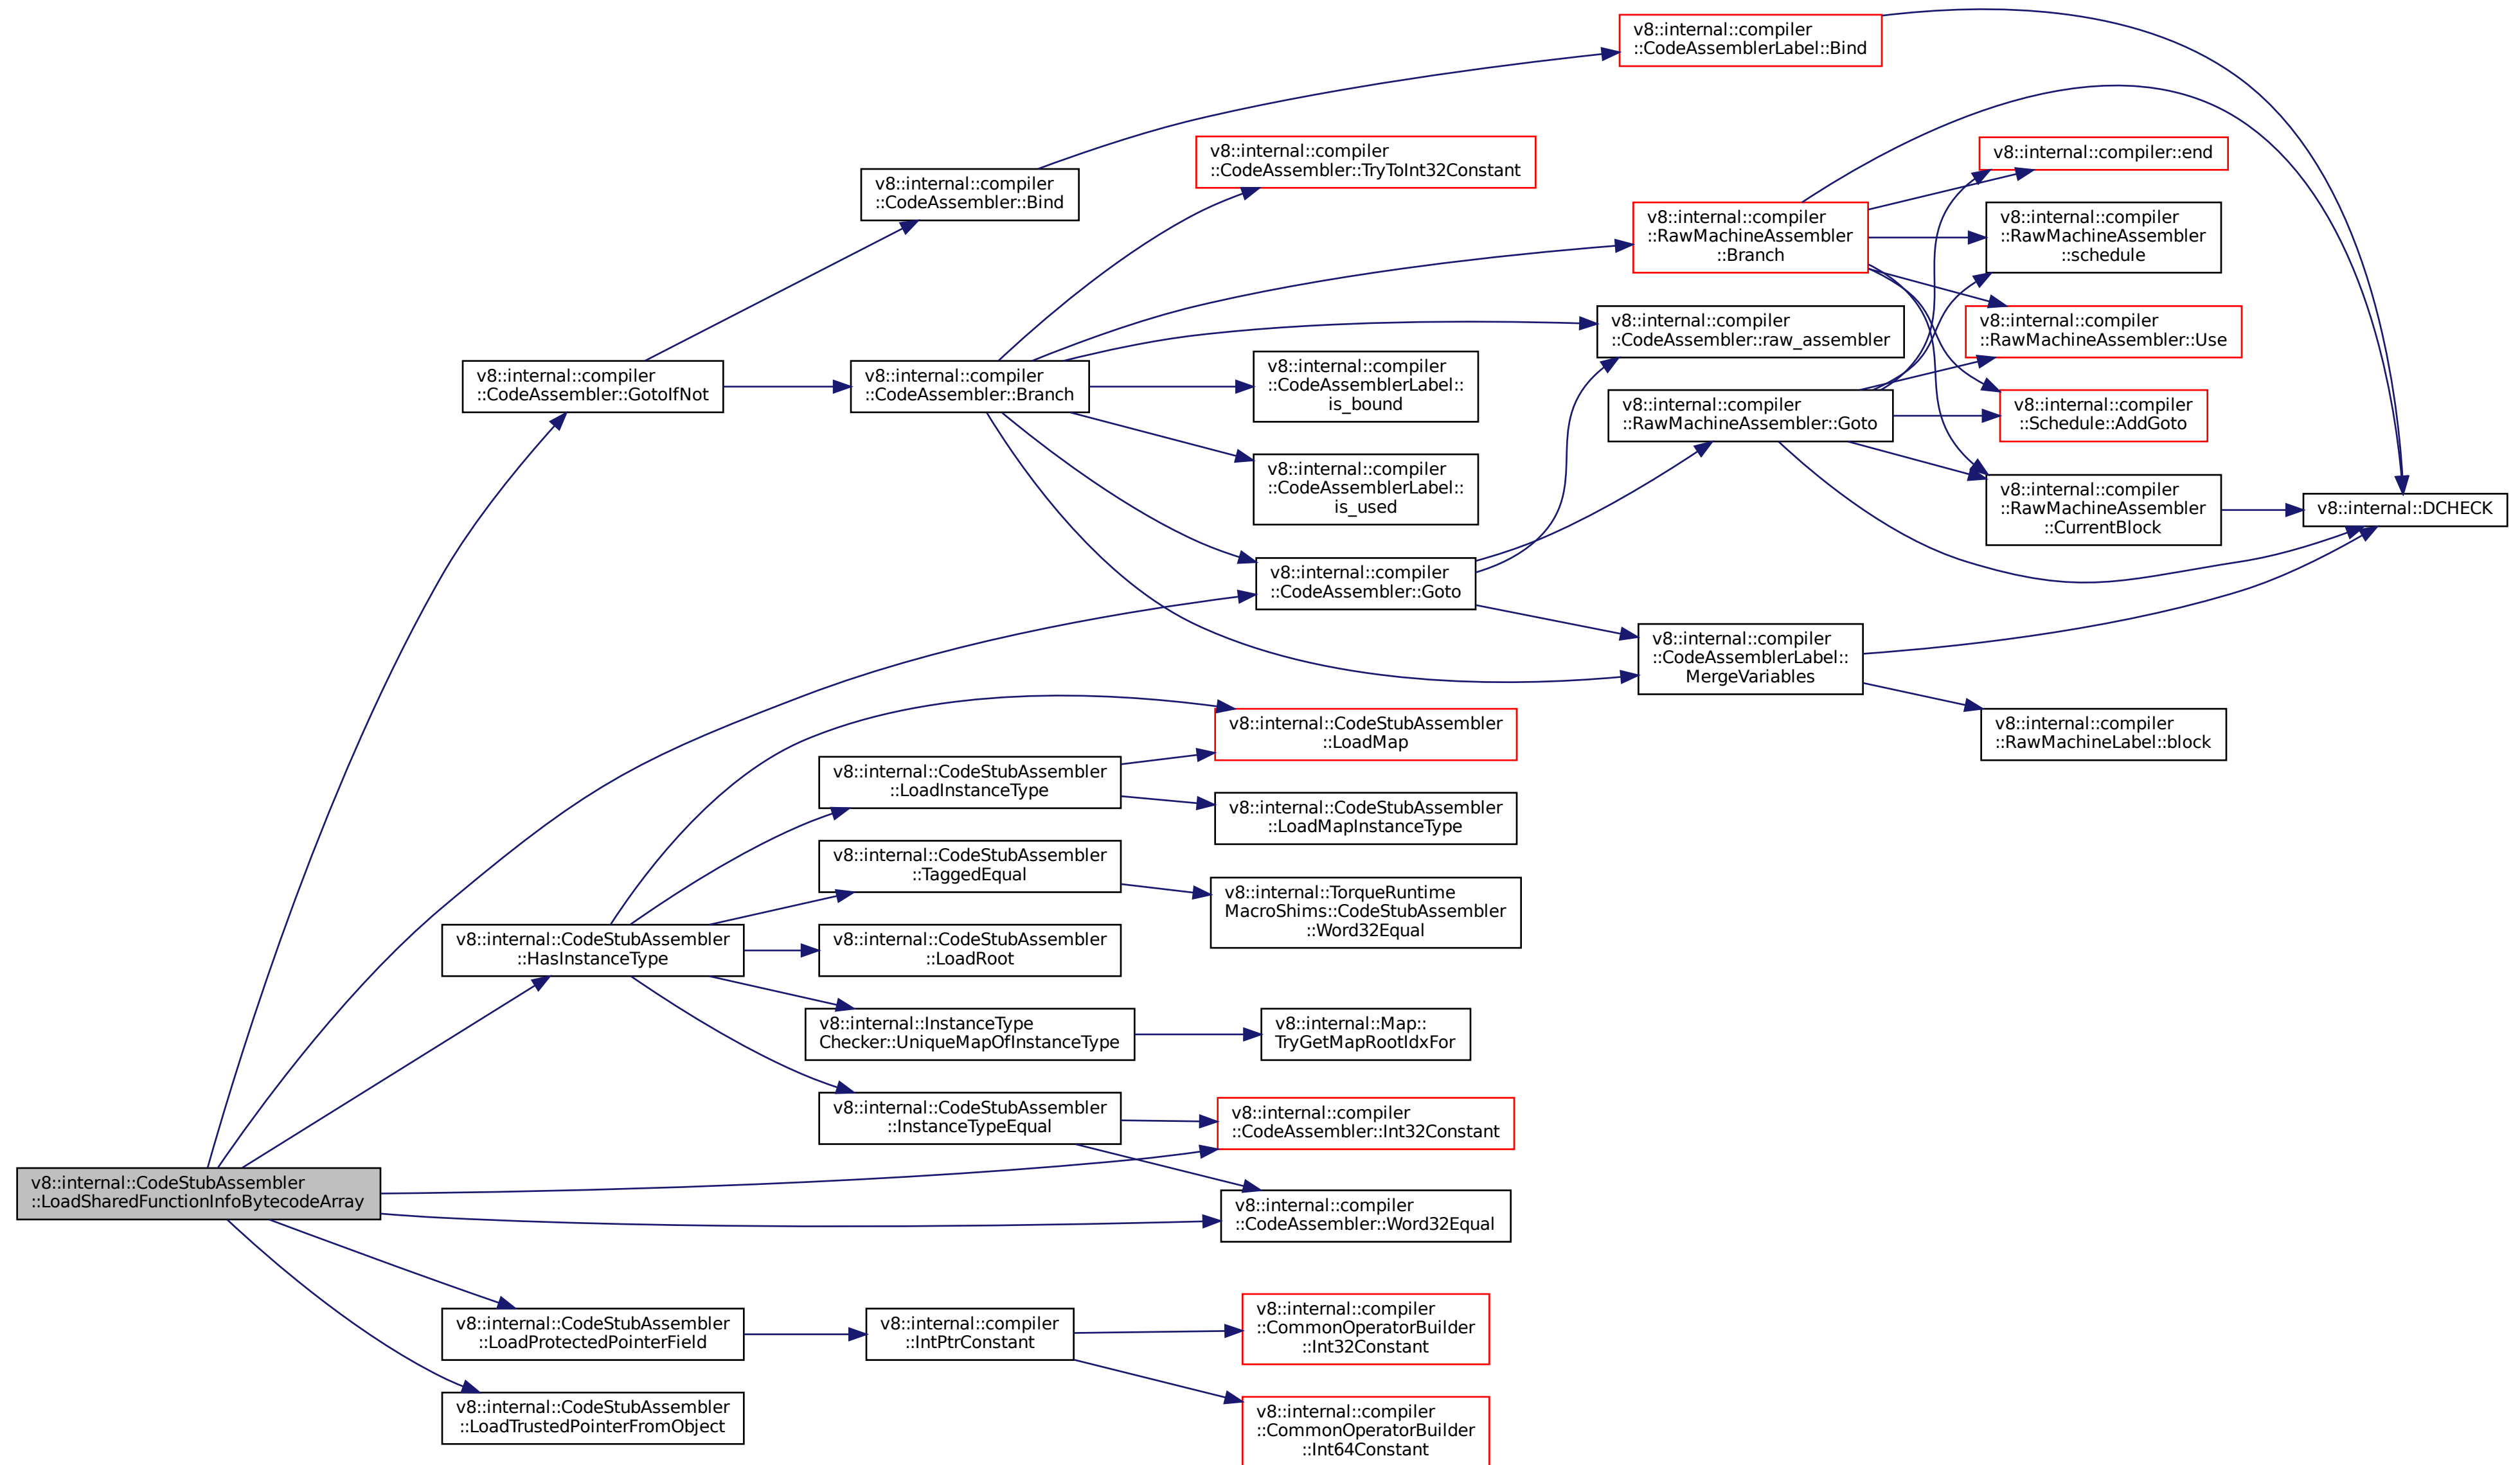 v8::internal::compiler
::CodeAssemblerLabel::Bind
v8::internal::compiler
::CodeAssembler::TryToInt32Constant
v8::internal::compiler::end
v8::internal::compiler
::CodeAssembler::Bind
v8::internal::compiler
::RawMachineAssembler
::Branch
v8::internal::compiler
::RawMachineAssembler
::schedule
v8::internal::compiler
::CodeAssembler::raw_assembler
v8::internal::compiler
::RawMachineAssembler::Use
v8::internal::compiler
::CodeAssembler::GotoIfNot
v8::internal::compiler
::CodeAssembler::Branch
v8::internal::compiler
::CodeAssemblerLabel::
is_bound
v8::internal::compiler
::RawMachineAssembler::Goto
v8::internal::compiler
::Schedule::AddGoto
v8::internal::compiler
::CodeAssemblerLabel::
is_used
v8::internal::compiler
::RawMachineAssembler
::CurrentBlock
v8::internal::DCHECK
v8::internal::compiler
::CodeAssembler::Goto
v8::internal::compiler
::CodeAssemblerLabel::
MergeVariables
v8::internal::CodeStubAssembler
::LoadMap
v8::internal::compiler
::RawMachineLabel::block
v8::internal::CodeStubAssembler
::LoadInstanceType
v8::internal::CodeStubAssembler
::LoadMapInstanceType
v8::internal::CodeStubAssembler
::TaggedEqual
v8::internal::TorqueRuntime
MacroShims::CodeStubAssembler
::Word32Equal
v8::internal::CodeStubAssembler
::HasInstanceType
v8::internal::CodeStubAssembler
::LoadRoot
v8::internal::InstanceType
Checker::UniqueMapOfInstanceType
v8::internal::Map::
TryGetMapRootIdxFor
v8::internal::CodeStubAssembler
::InstanceTypeEqual
v8::internal::compiler
::CodeAssembler::Int32Constant
v8::internal::CodeStubAssembler
::LoadSharedFunctionInfoBytecodeArray
v8::internal::compiler
::CodeAssembler::Word32Equal
v8::internal::CodeStubAssembler
::LoadProtectedPointerField
v8::internal::compiler
::IntPtrConstant
v8::internal::compiler
::CommonOperatorBuilder
::Int32Constant
v8::internal::CodeStubAssembler
::LoadTrustedPointerFromObject
v8::internal::compiler
::CommonOperatorBuilder
::Int64Constant